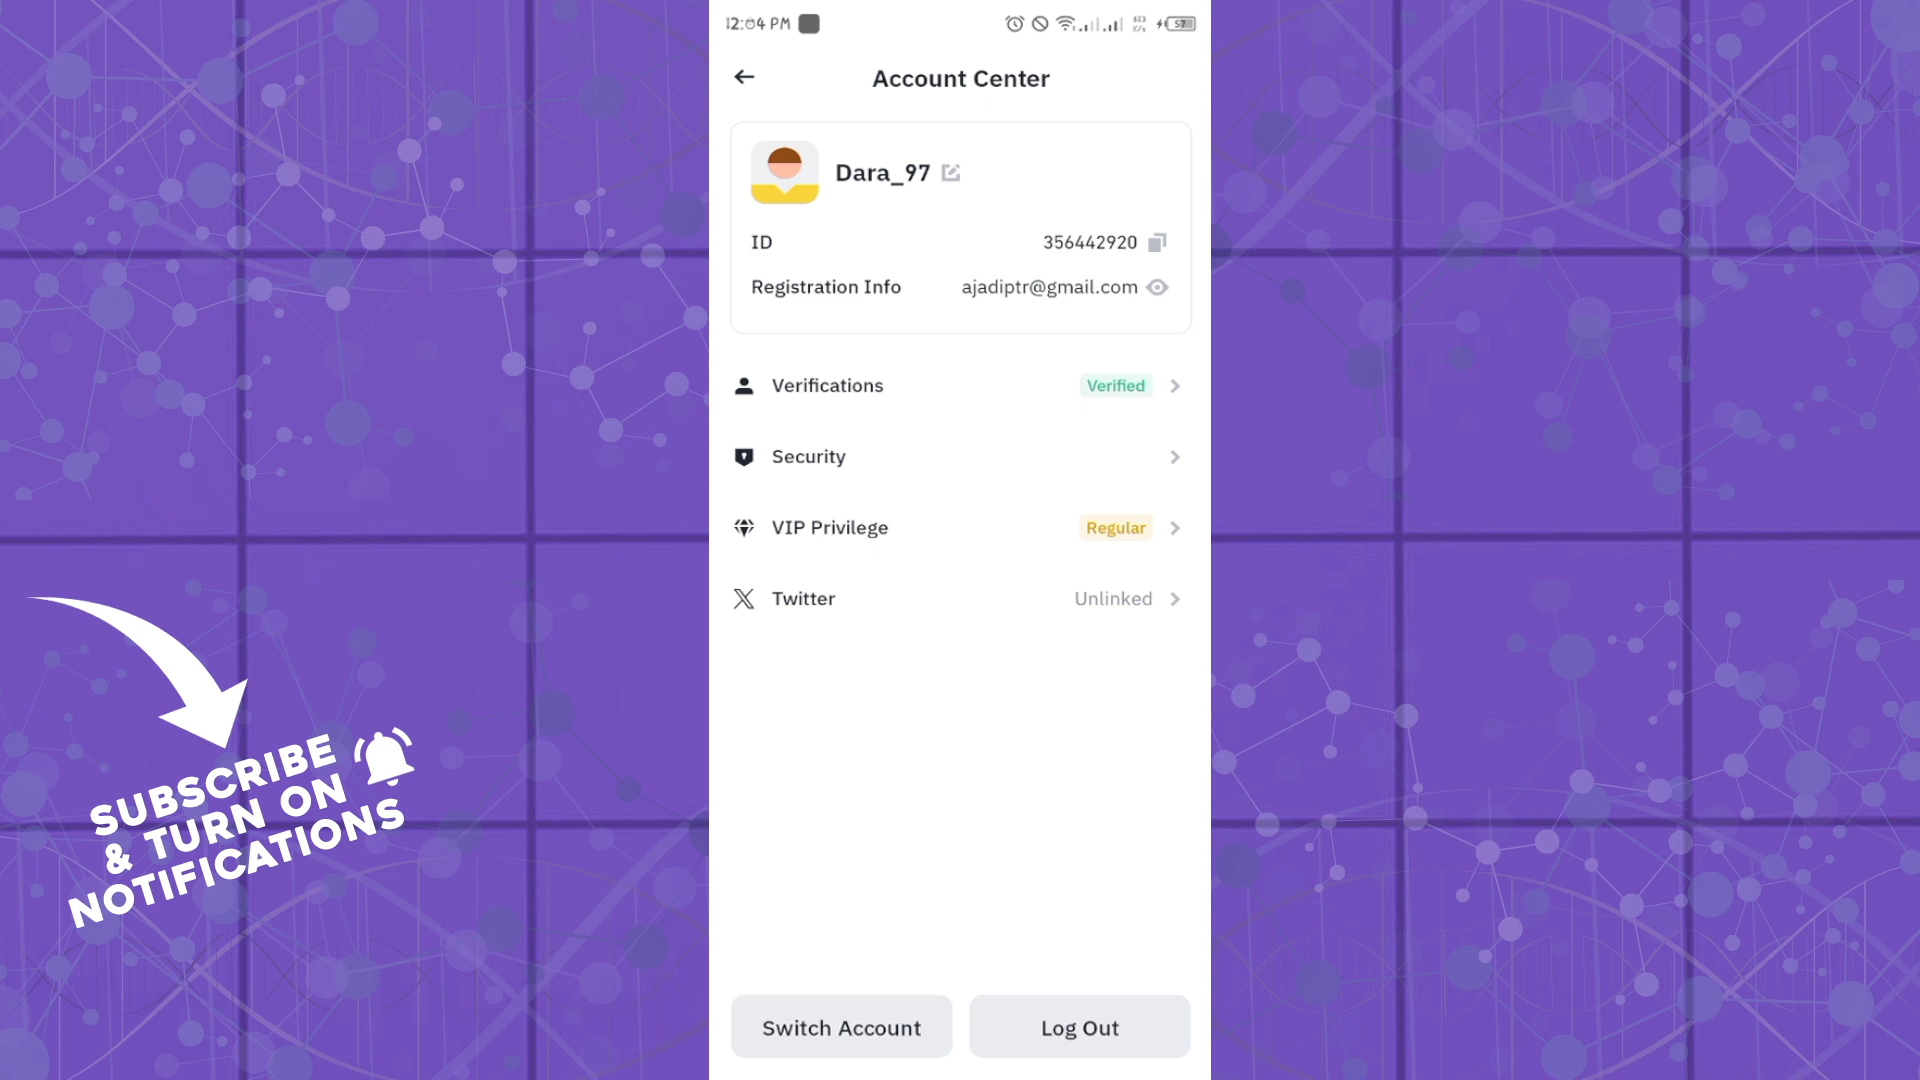 12:04 PM
57
Account Center
Dara_97
ID 356442920
Registration Info ajadiptr@gmail.com
Verifications Verified
Security
VIP Privilege Regular
Twitter Unlinked
SUBSCRIBE
& TURN ON
NOTIFICATIONS
Switch Account Log Out